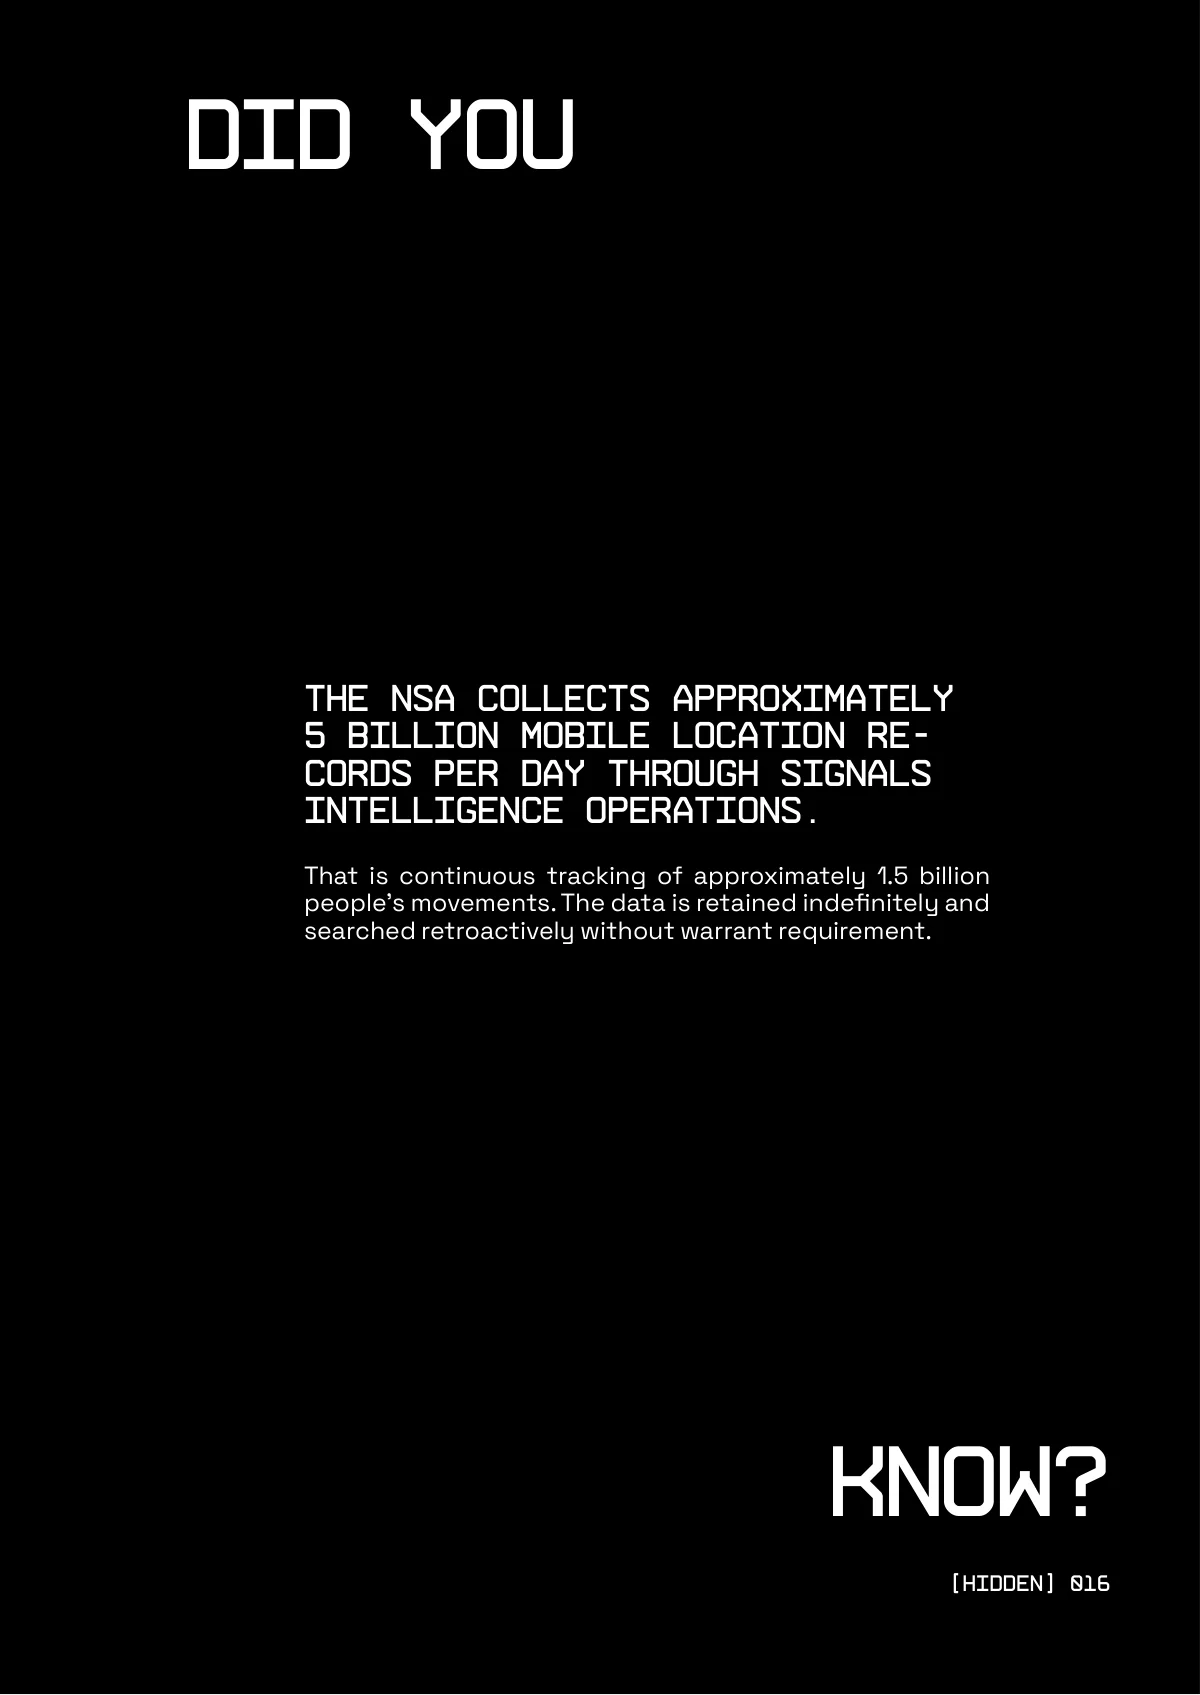 DID YOU
THE NSA COLLECTS APPROXIMATELY
5 BILLION MOBILE LOCATION RE-
CORDS PER DAY THROUGH SIGNALS
INTELLIGENCE OPERATIONS.
That is continuous tracking of approximately 1.5 billion
people’s movements. The data is retained indefinitely and
searched retroactively without warrant requirement.
KNOW?
[HIDDEN] 016